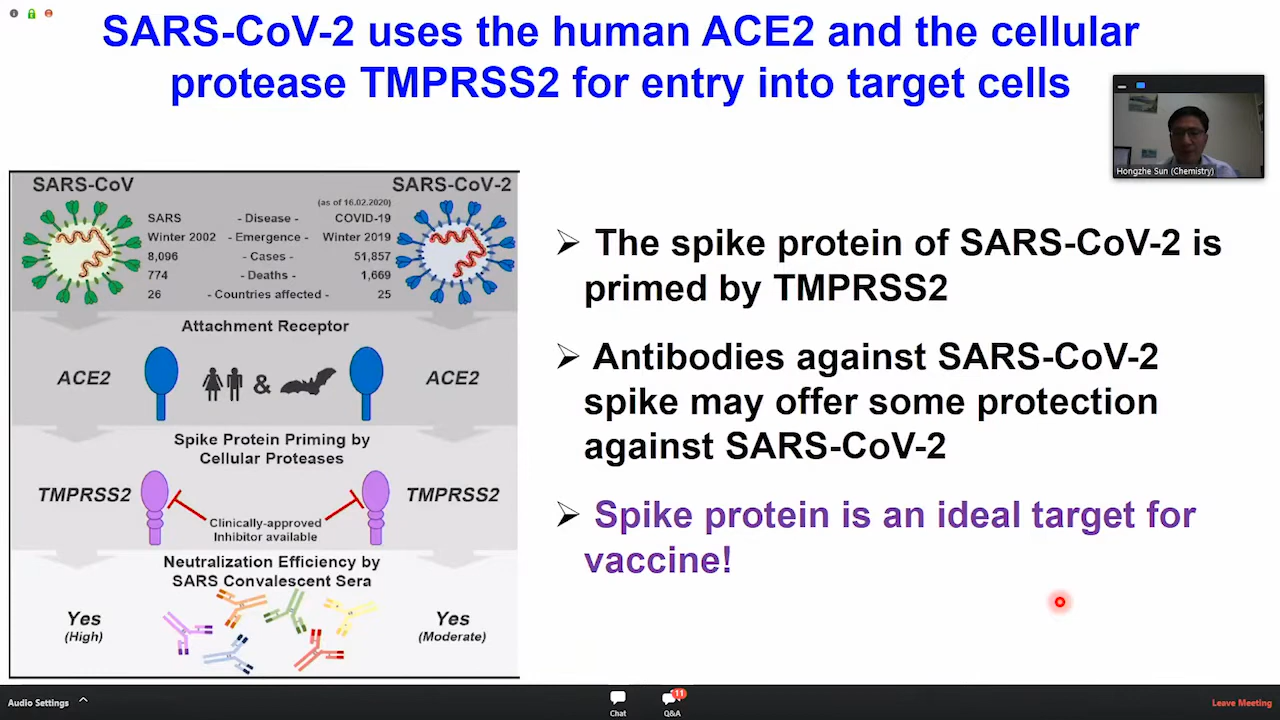 SARS-CoV-2 uses the human ACE2 and the cellular
protease TMPRSS2 for entry into target cells
Hongzhe Sun (Chemistry)
SARS-CoV
SARS-CoV-2
(as of 16.02.2020)
SARS - Disease - COVID-19
Winter 2002 - Emergence - Winter 2019
8,096 - Cases - 51,857
774 - Deaths - 1,669
26 - Countries affected - 25
Attachment Receptor
ACE2 & ACE2
Spike Protein Priming by
Cellular Proteases
TMPRSS2 TMPRSS2
Clinically-approved
Inhibitor available
Neutralization Efficiency by
SARS Convalescent Sera
Yes
(High)
Yes
(Moderate)
The spike protein of SARS-CoV-2 is
primed by TMPRSS2
Antibodies against SARS-CoV-2
spike may offer some protection
against SARS-CoV-2
Spike protein is an ideal target for
vaccine!
Audio Settings
Chat
11
Q&A
Leave Meeting